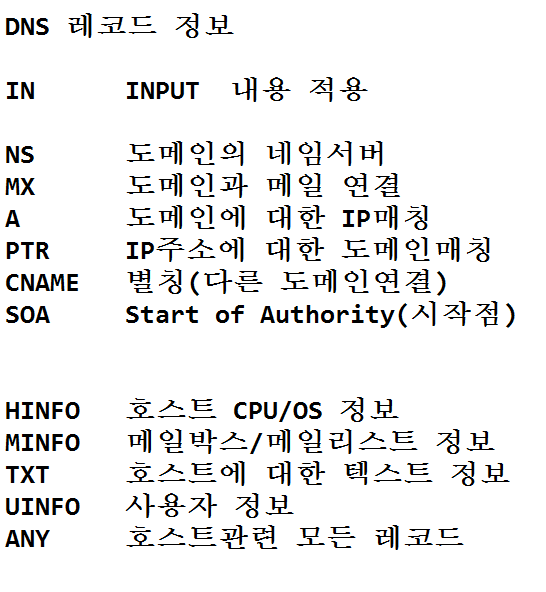 DNS 레코드 정보
IN INPUT 내용 적용
NS 도메인의 네임서버
MX 도메인과 메일 연결
A 도메인에 대한 IP매칭
PTR IP주소에 대한 도메인매칭
CNAME 별칭(다른 도메인연결)
SOA Start of Authority(시작점)
HINFO 호스트 CPU/OS 정보
MINFO 메일박스/메일리스트 정보
TXT 호스트에 대한 텍스트 정보
UINFO 사용자 정보
ANY 호스트관련 모든 레코드